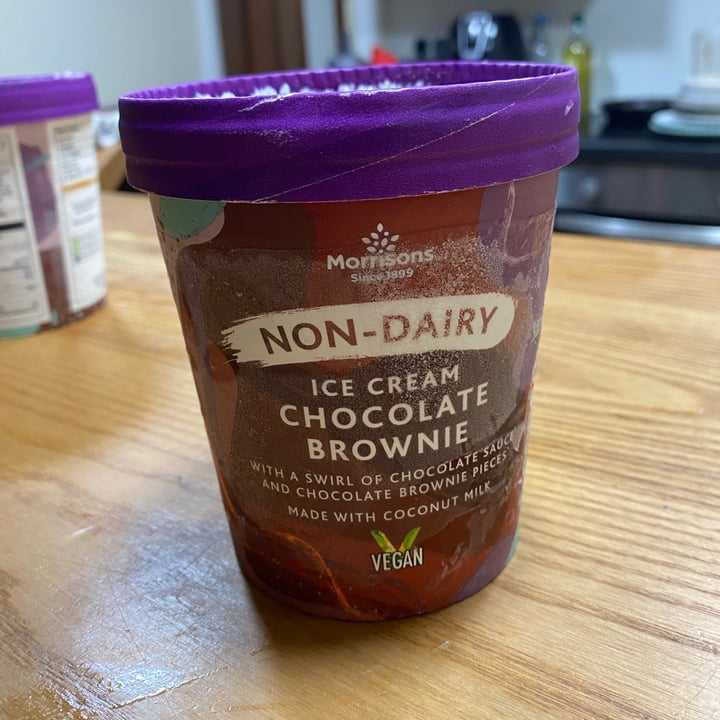 Morrisons
Since 1899
NON-DAIRY
ICE CREAM
CHOCOLATE
BROWNIE
WITH A SWIRL OF CHOCOLATE SAUCE
AND CHOCOLATE BROWNIE PIECES
MADE WITH COCONUT MILK
VEGAN